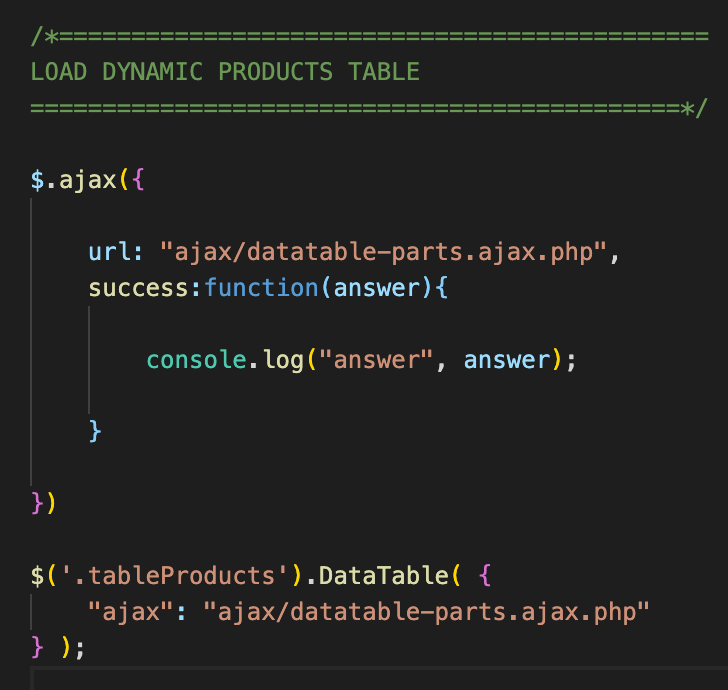 /*=============================================
LOAD DYNAMIC PRODUCTS TABLE
=============================================*/
$.ajax({
url: "ajax/datatable-parts.ajax.php",
success:function(answer){
console.log("answer", answer);
}
})
$('.tableProducts').DataTable( {
"ajax": "ajax/datatable-parts.ajax.php"
} );